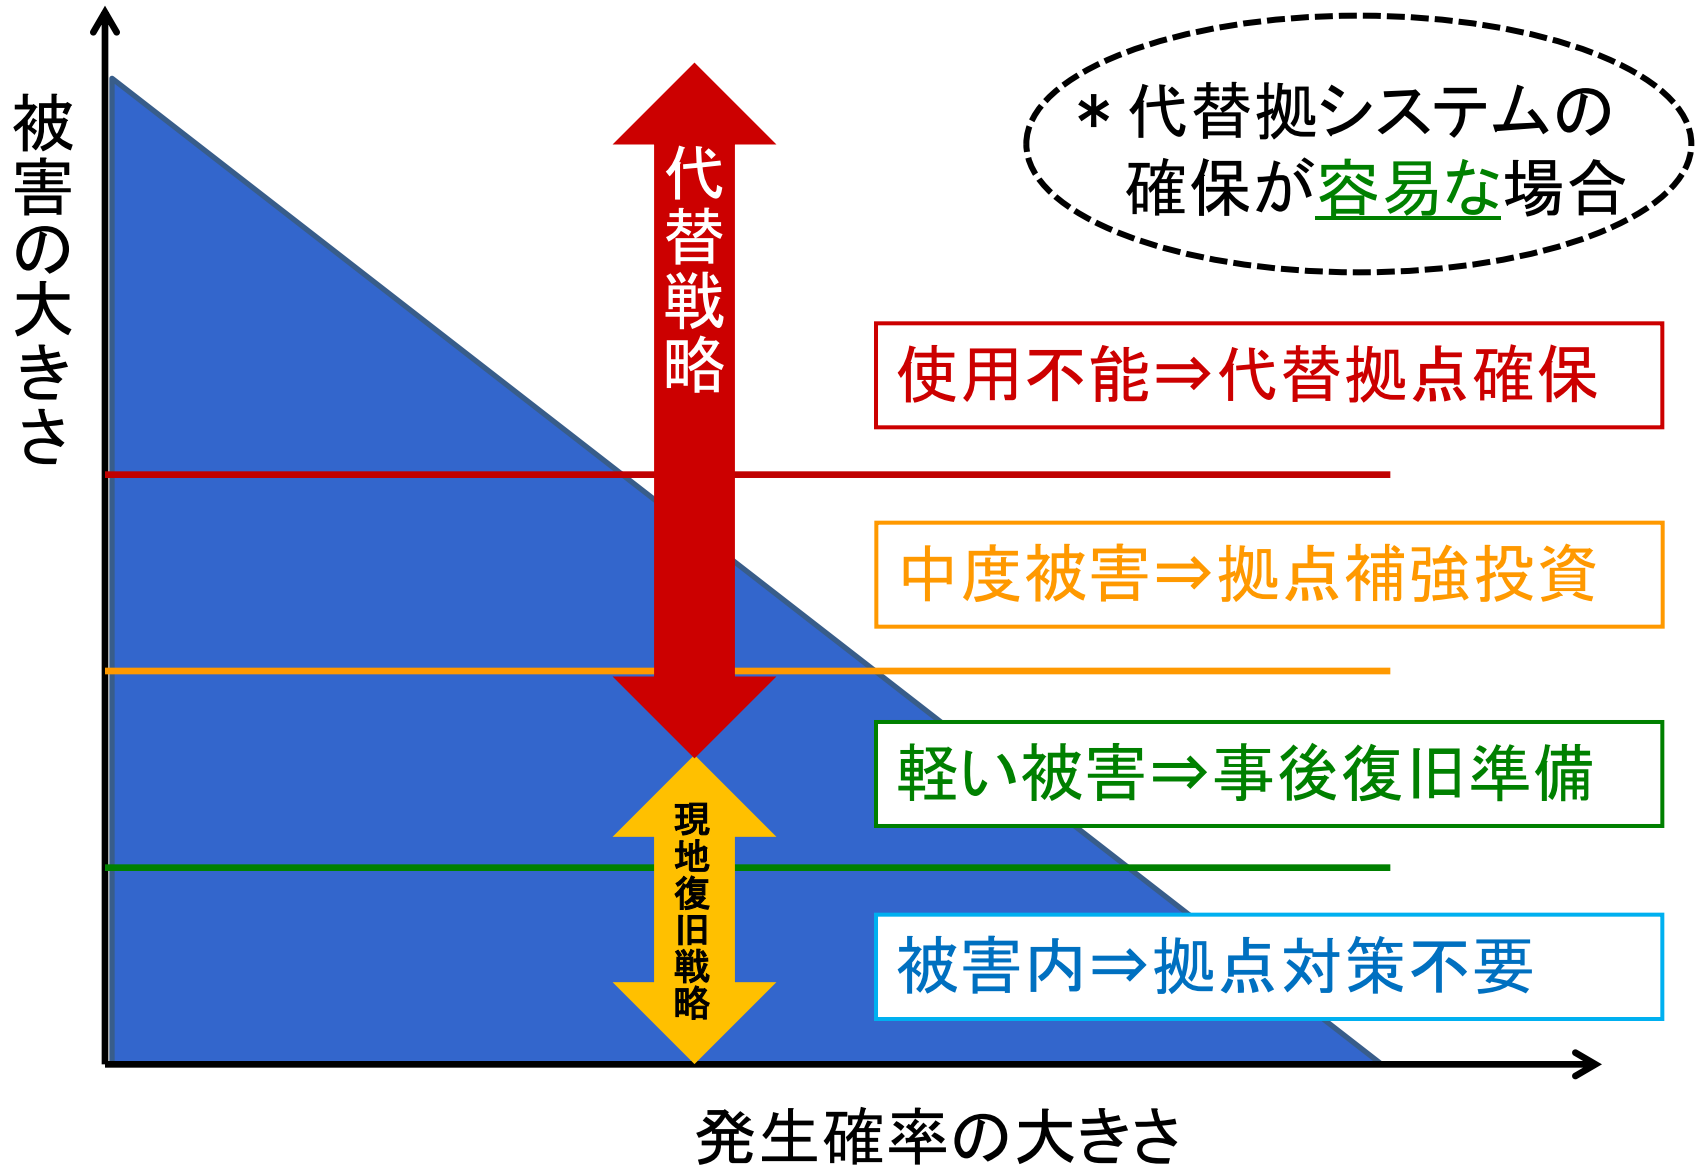 被害の大きさ
＊ 代替拠システムの
確保が容易な場合
代替戦略
使用不能⇒代替拠点確保
中度被害⇒拠点補強投資
軽い被害⇒事後復旧準備
現地復旧戦略
被害内⇒拠点対策不要
発生確率の大きさ